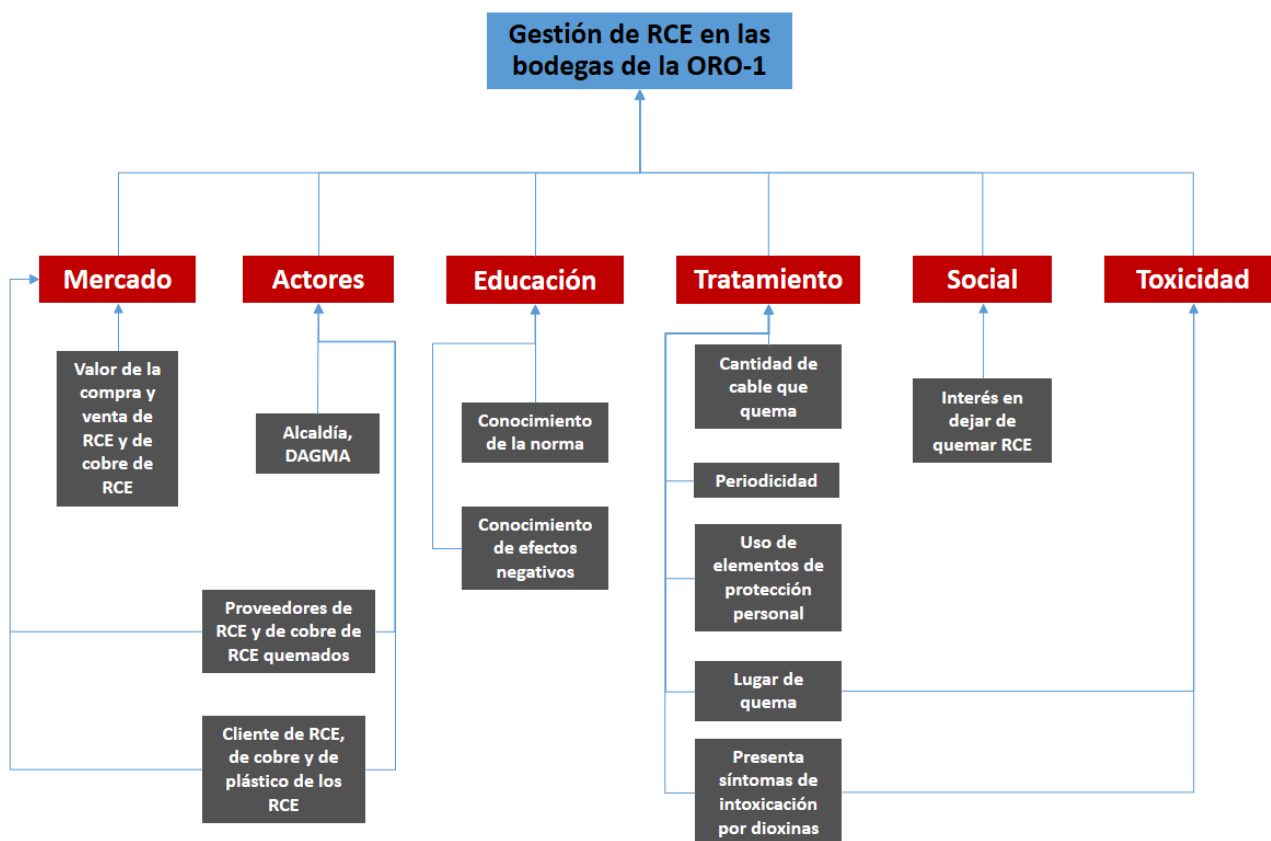 Gestión de RCE en las
bodegas de la ORO-1
Mercado
Actores
Educación
Tratamiento
Social
Toxicidad
Valor de la
compra y
venta de
RCE y de
cobre de
RCE
Alcaldía,
DAGMA
Proveedores de
RCE y de cobre de
RCE quemados
Cliente de RCE,
de cobre y de
plástico de los
RCE
Conocimiento
de la norma
Conocimiento
de efectos
negativos
Cantidad de
cable que
quema
Periodicidad
Uso de
elementos de
protección
personal
Lugar de
quema
Presenta
síntomas de
intoxicación
por dioxinas
Interés en
dejar de
quemar RCE